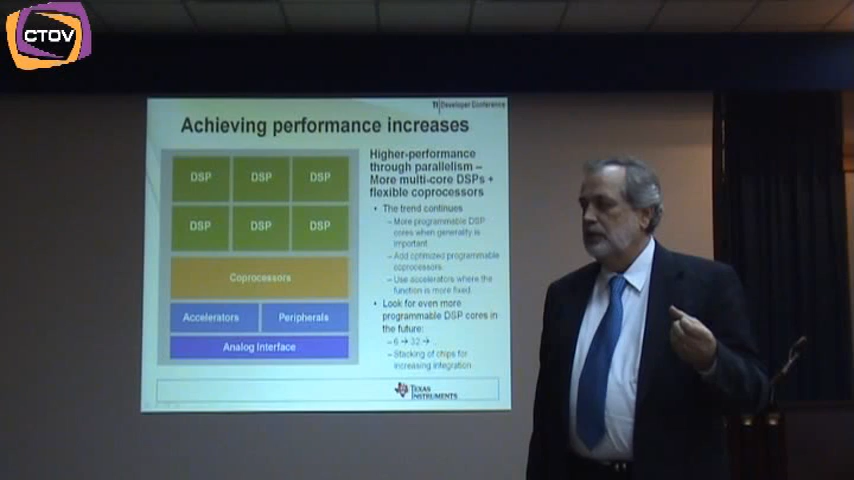 CTOV
TI Developer Conference
Achieving performance increases
DSP DSP DSP
DSP DSP DSP
Coprocessors
Accelerators Peripherals
Analog Interface
Higher-performance
through parallelism –
More multi-core DSPs +
flexible coprocessors
• The trend continues
– More programmable DSP
cores when generality is
important.
– Add optimized programmable
coprocessors.
– Use accelerators where the
function is more fixed.
• Look for even more
programmable DSP cores in
the future:
– 6 → 32 → ..
– Stacking of chips for
increasing integration
TEXAS
INSTRUMENTS